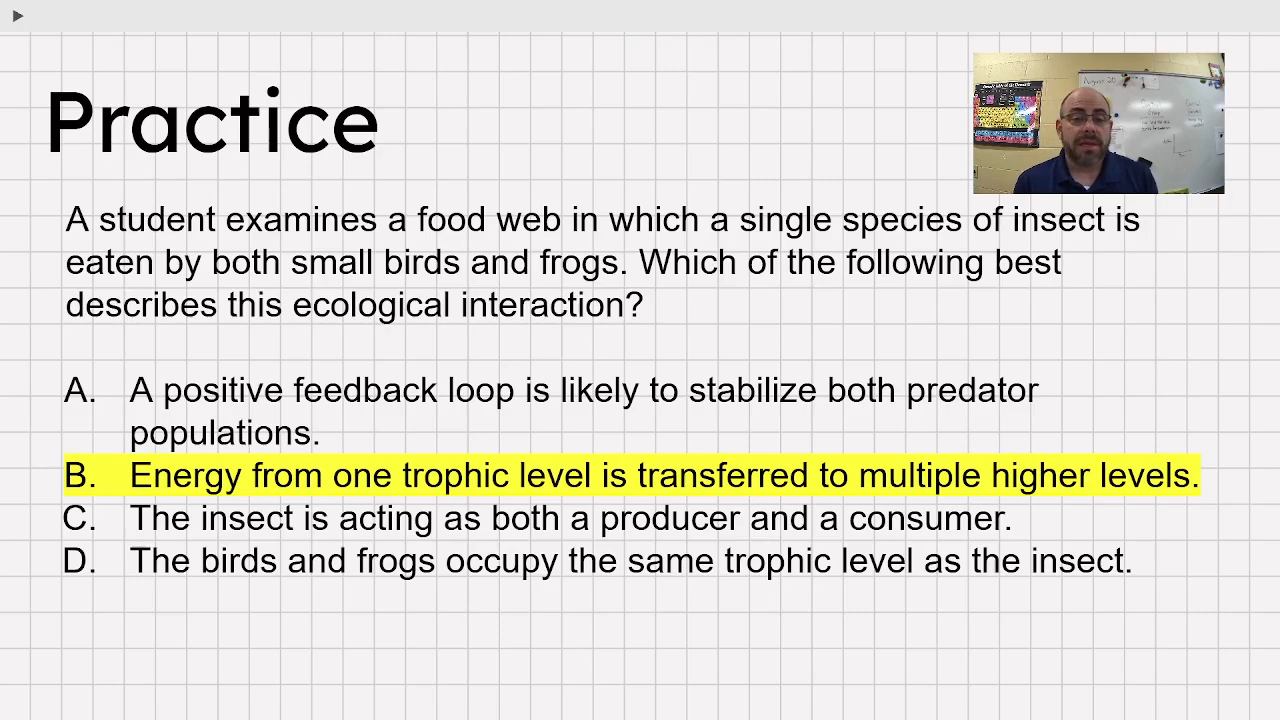 Practice
A student examines a food web in which a single species of insect is
eaten by both small birds and frogs. Which of the following best
describes this ecological interaction?
A. A positive feedback loop is likely to stabilize both predator
populations.
B. Energy from one trophic level is transferred to multiple higher levels.
C. The insect is acting as both a producer and a consumer.
D. The birds and frogs occupy the same trophic level as the insect.